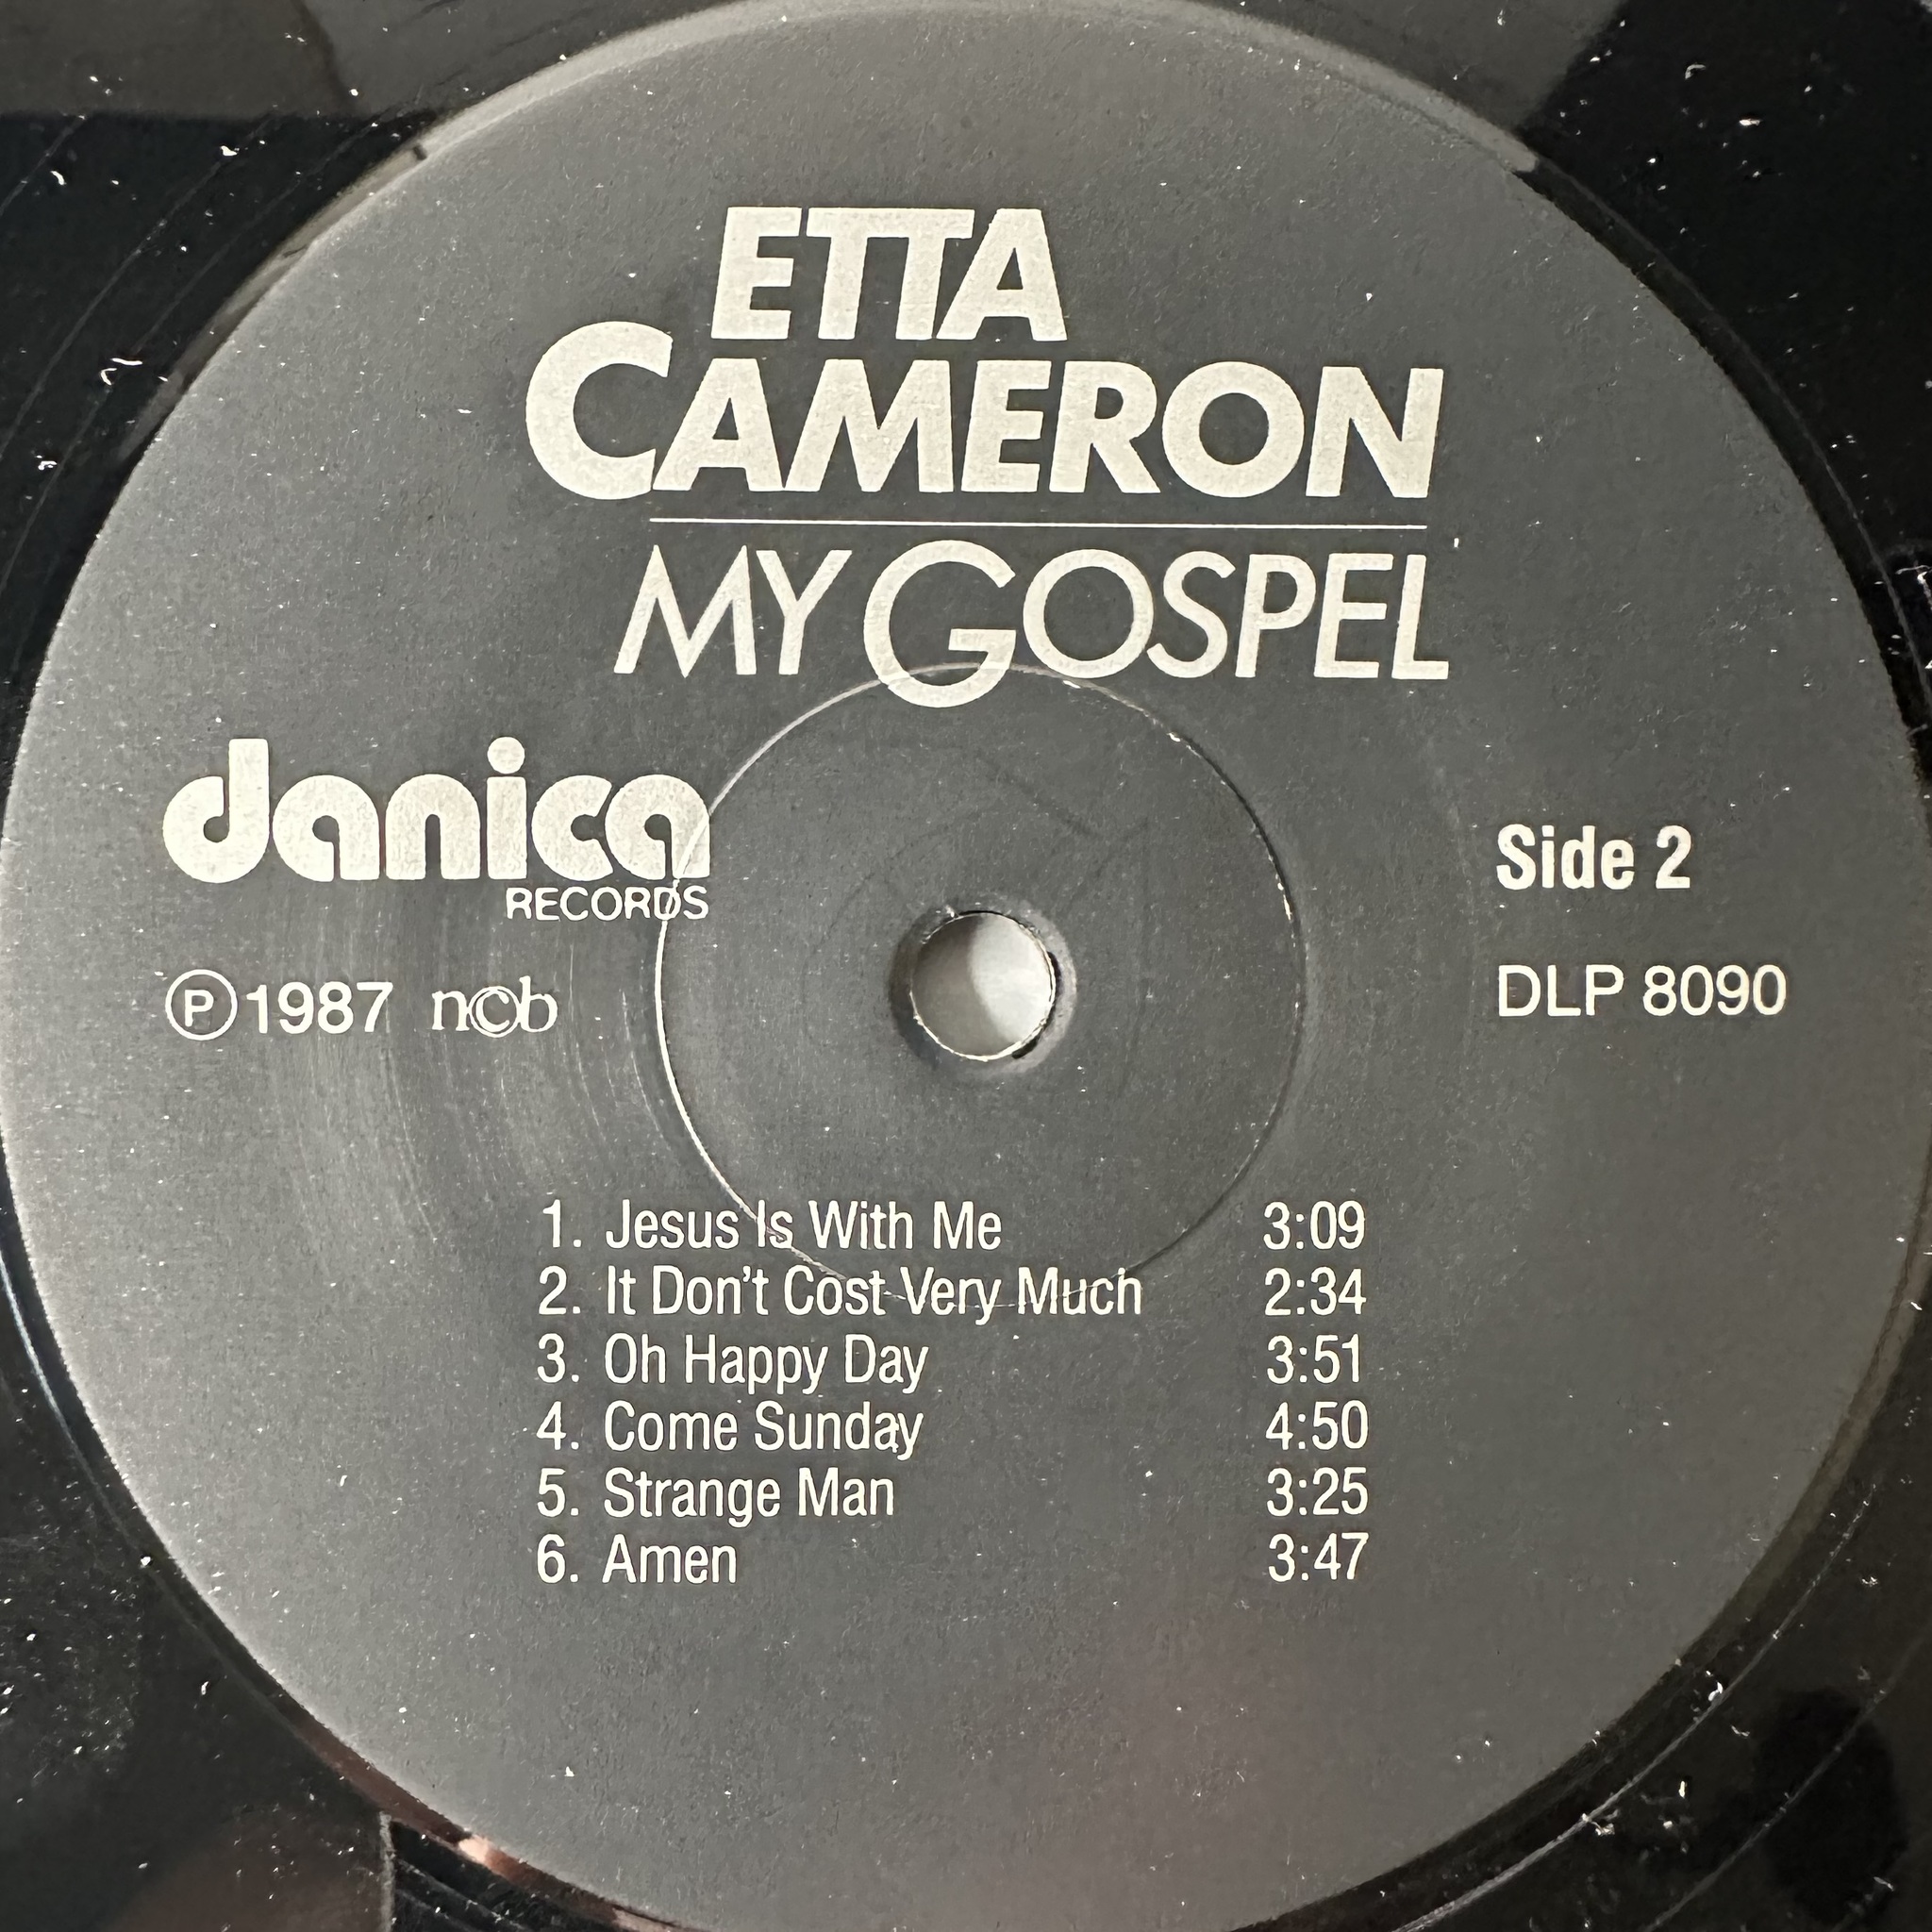 ETTA
CAMERON
MY GOSPEL
danica
RECORDS
Side 2
Ⓟ1987 n©b
DLP 8090
1. Jesus Is With Me 3:09
2. It Don't Cost Very Much 2:34
3. Oh Happy Day 3:51
4. Come Sunday 4:50
5. Strange Man 3:25
6. Amen 3:47